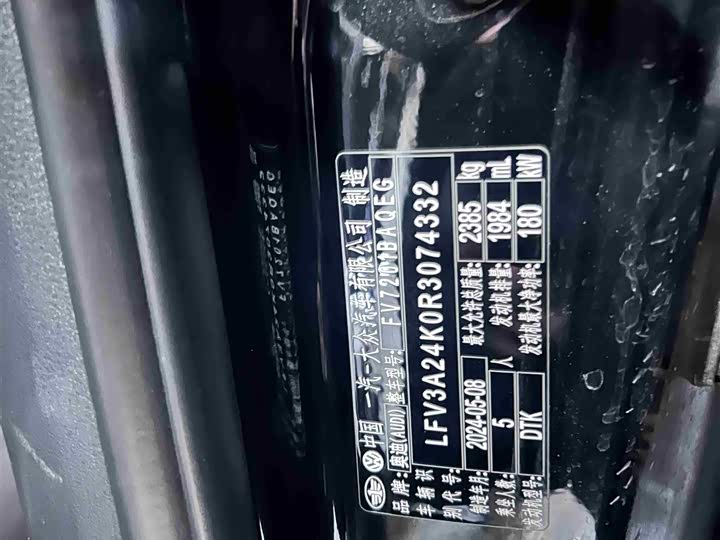 中国 一汽-大众汽车有限公司 制造
品牌: 奥迪(AUDI) 整车型号: FV7201BAQEG
车辆识别代号: LFV3A24K0R3074332
制造年月: 2024-05-08 最大允许总质量: 2385 kg
乘坐人数: 5 人 发动机排量: 1984 mL
发动机型号: DTK 发动机最大净功率: 180 kW